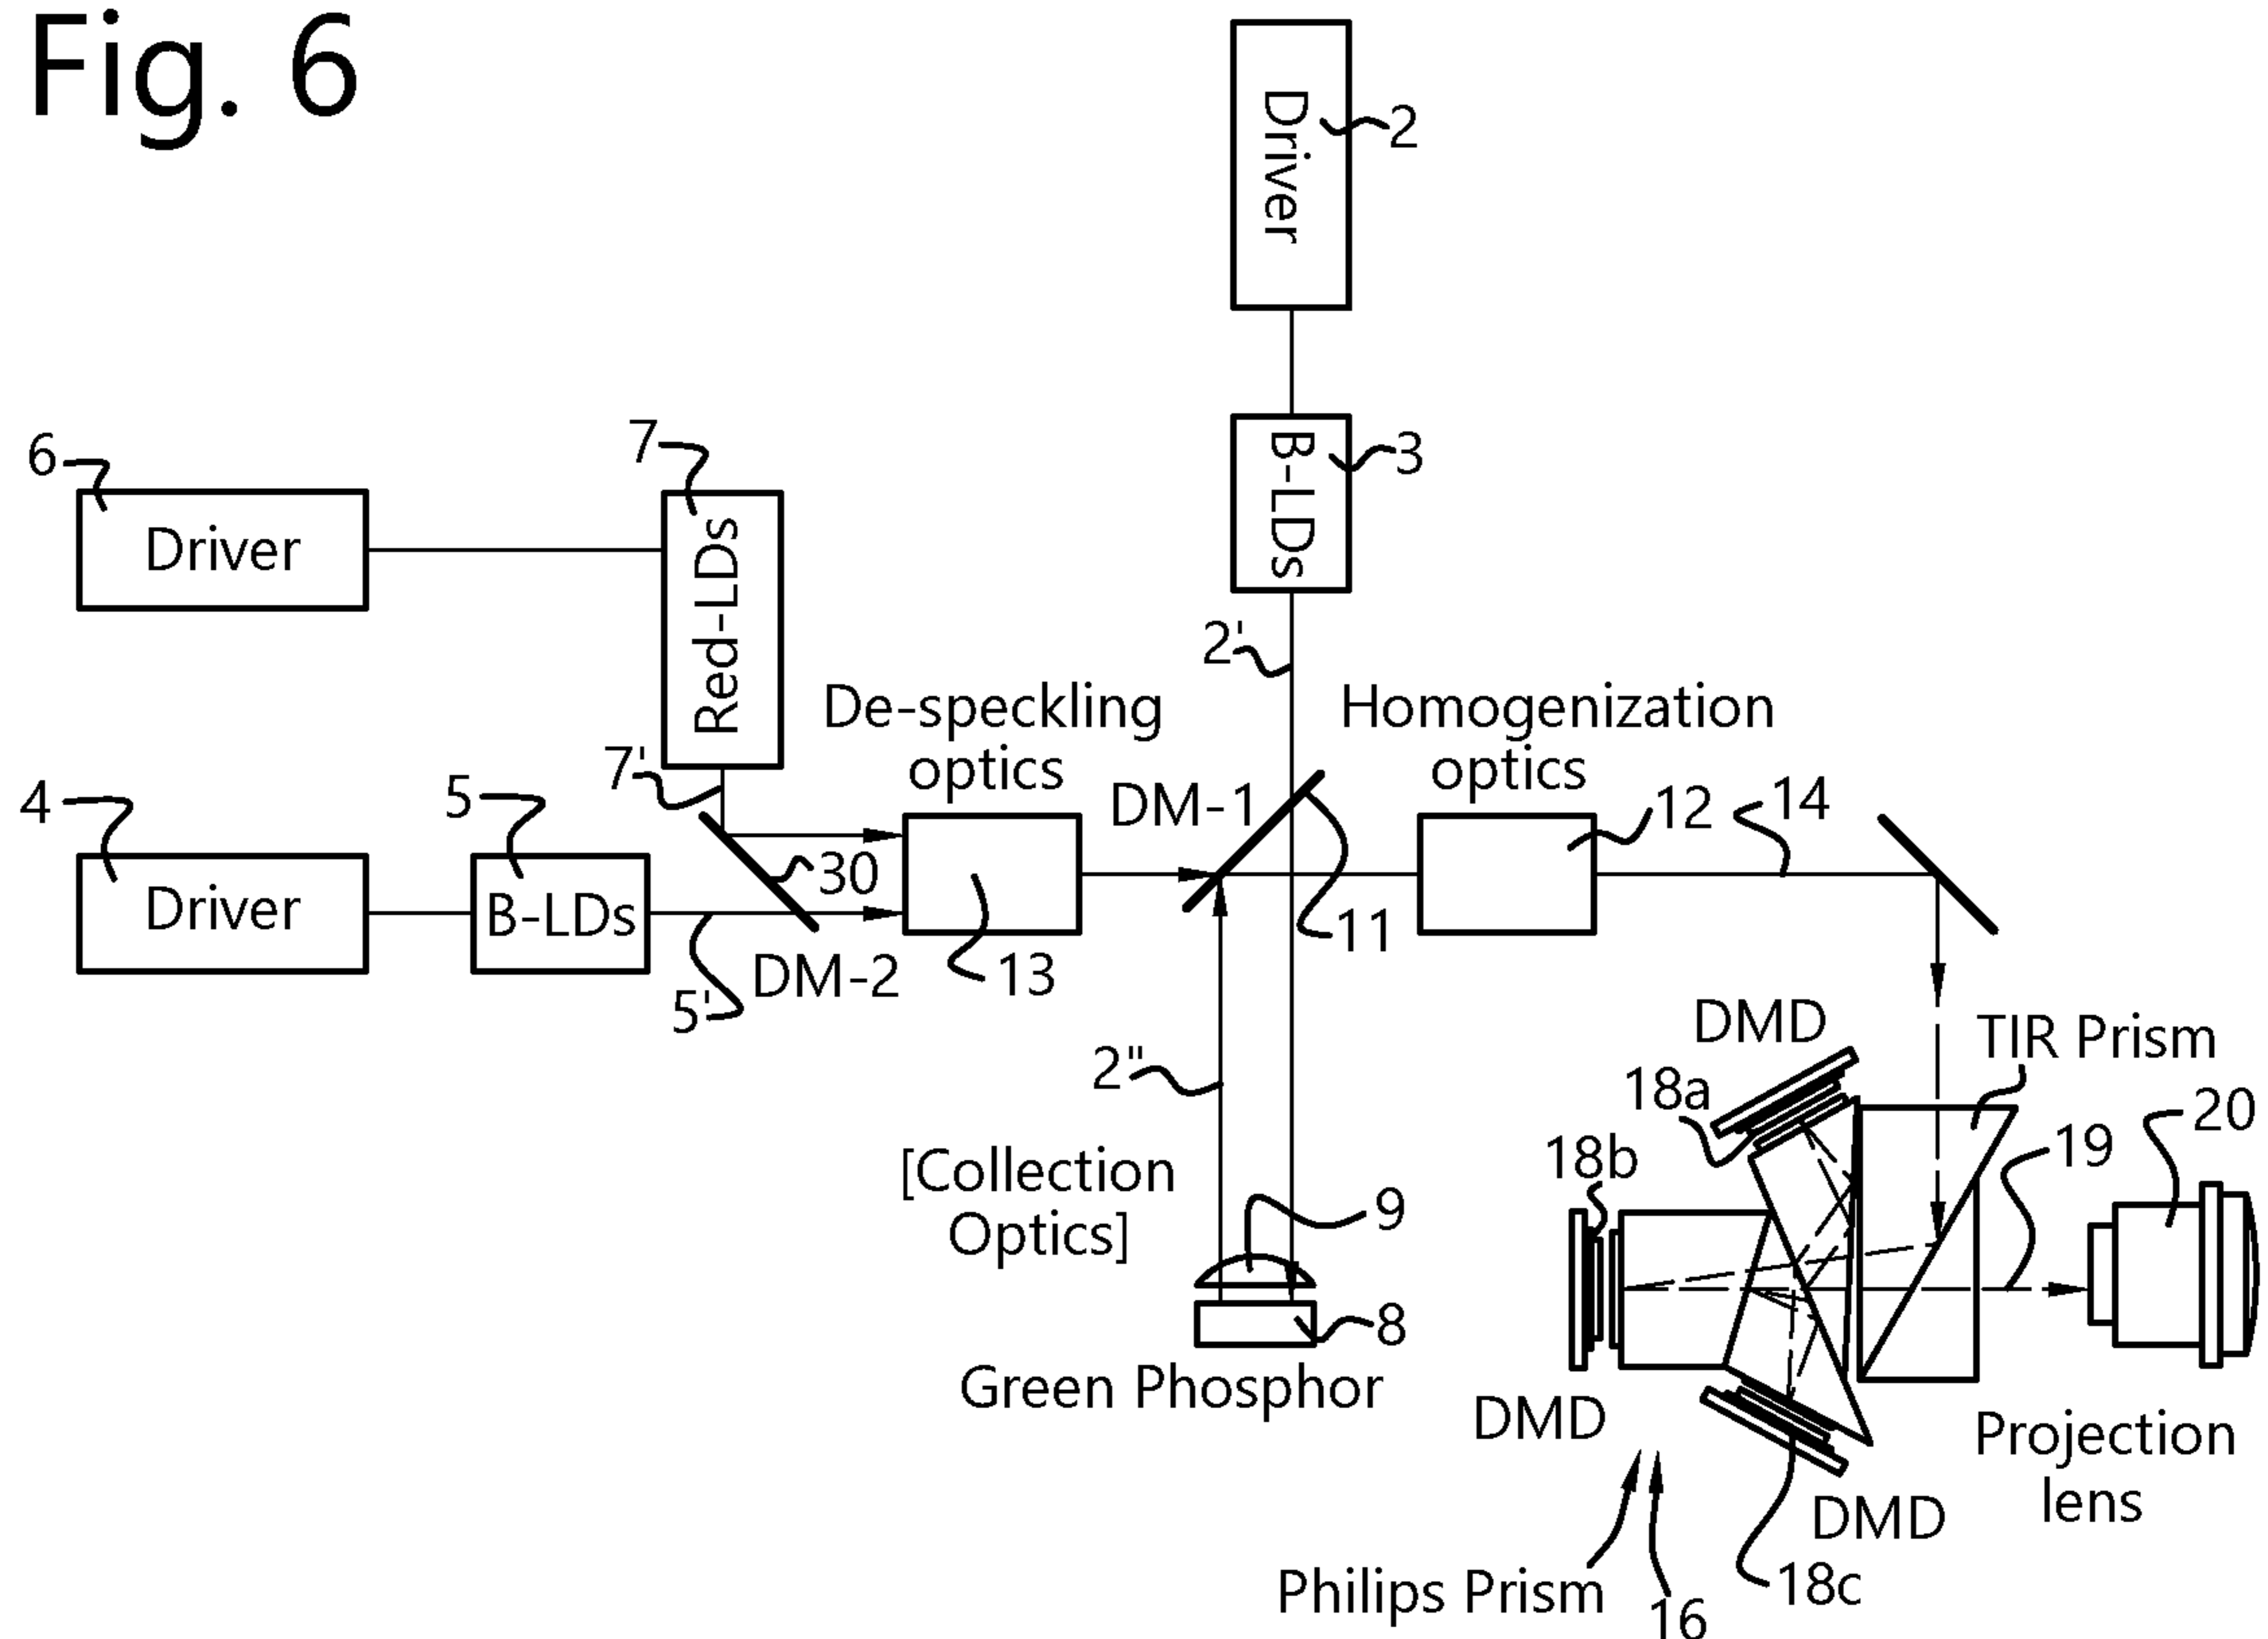 Fig. 6
Driver
2
B-LDs
3
2'
6
Driver
7
Red-LDs
7'
4
Driver
5
B-LDs
5'
30
DM-2
De-speckling
optics
13
DM-1
11
Homogenization
optics
12
14
2"
[Collection
Optics]
9
8
Green Phosphor
DMD
18a
18b
DMD
TIR Prism
19
20
Projection
lens
DMD
18c
Philips Prism
16